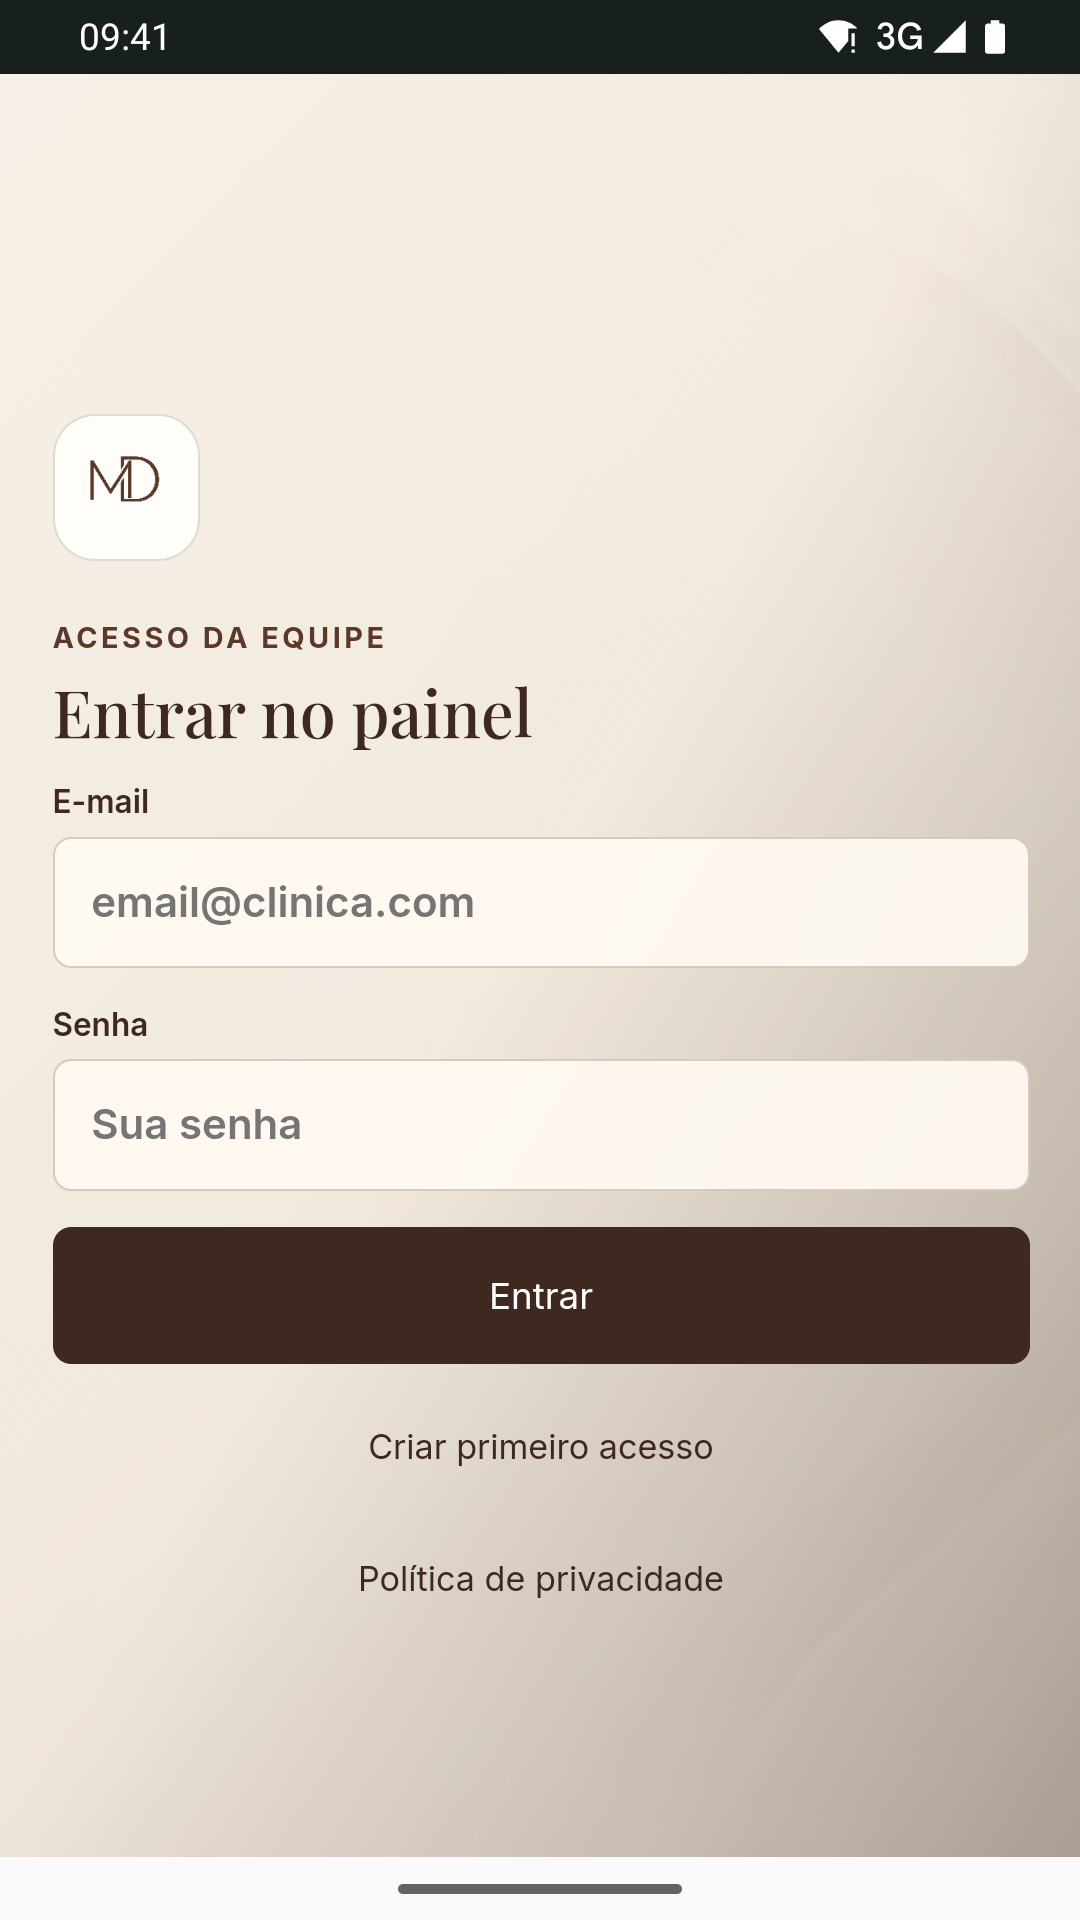 09:41
3G
MD
ACESSO DA EQUIPE
Entrar no painel
E-mail
email@clinica.com
Senha
Sua senha
Entrar
Criar primeiro acesso
Política de privacidade